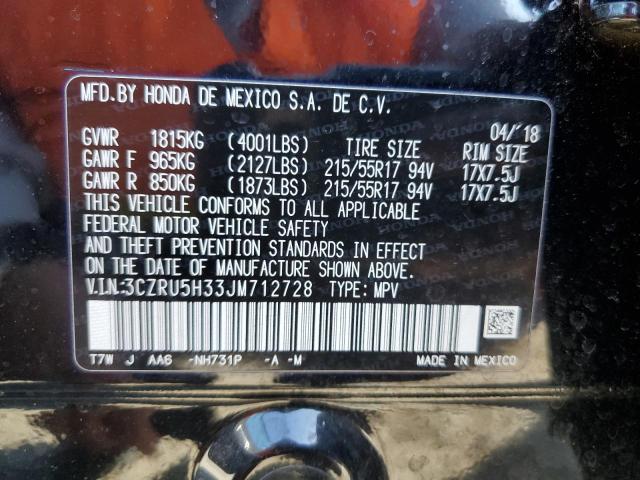 MFD.BY HONDA DE MEXICO S.A. DE C.V.
04/'18
GVWR 1815KG (4001LBS) TIRE SIZE RIM SIZE
GAWR F 965KG (2127LBS) 215/55R17 94V 17X7.5J
GAWR R 850KG (1873LBS) 215/55R17 94V 17X7.5J
THIS VEHICLE CONFORMS TO ALL APPLICABLE
FEDERAL MOTOR VEHICLE SAFETY
AND THEFT PREVENTION STANDARDS IN EFFECT
ON THE DATE OF MANUFACTURE SHOWN ABOVE.
V.I.N:3CZRU5H33JM712728 TYPE: MPV
T7W J AA6 -NH731P -A -M MADE IN MEXICO